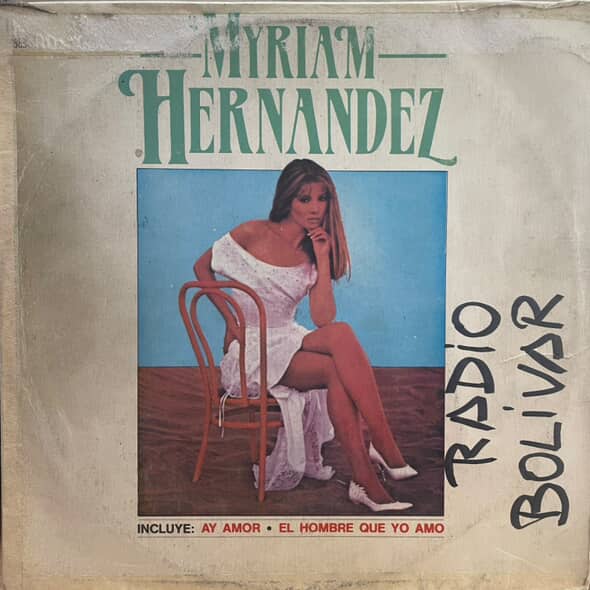 MYRIAM
HERNANDEZ
INCLUYE: AY AMOR • EL HOMBRE QUE YO AMO
RADIO
BOLIVAR